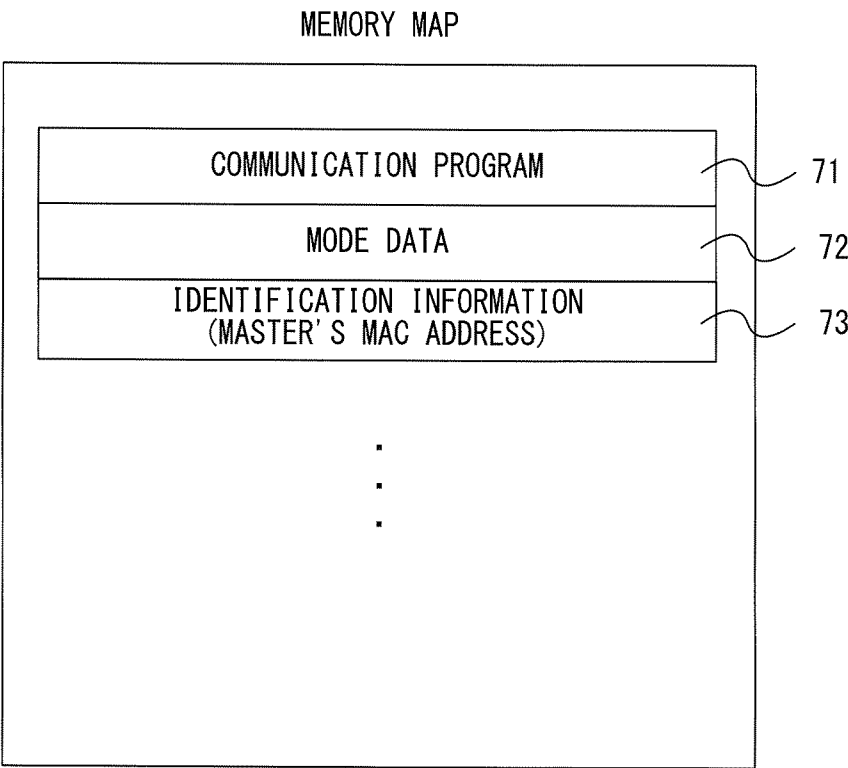 MEMORY MAP
COMMUNICATION PROGRAM
71
MODE DATA
72
IDENTIFICATION INFORMATION
(MASTER'S MAC ADDRESS)
73